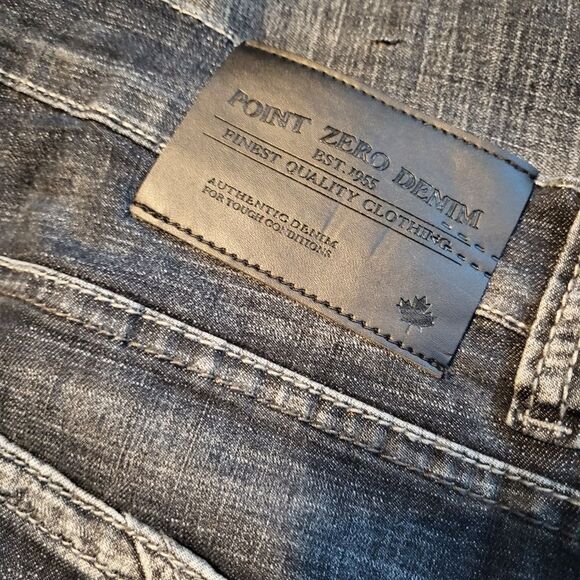 POINT ZERO DENIM
EST. 1955
FINEST QUALITY CLOTHING
AUTHENTIC DENIM
FOR TOUGH CONDITIONS